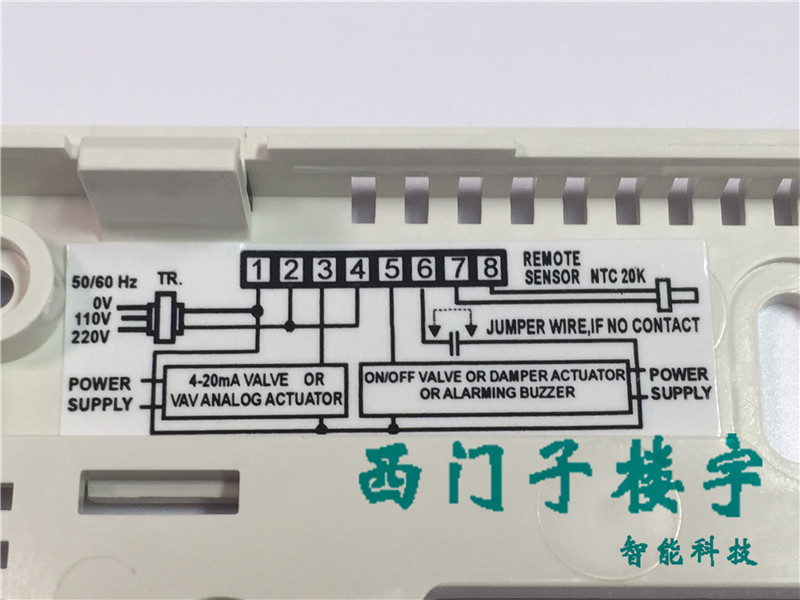 1 2 3 4 5 6 7 8
REMOTE
SENSOR NTC 20K
50/60 Hz TR.
0V
110V
220V
JUMPER WIRE,IF NO CONTACT
POWER
SUPPLY
4-20mA VALVE OR
VAV ANALOG ACTUATOR
ON/OFF VALVE OR DAMPER ACTUATOR
OR ALARMING BUZZER
POWER
SUPPLY
西门子楼宇
智能科技